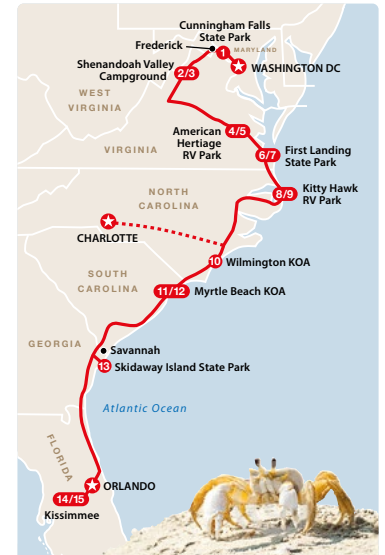 Cunningham Falls
State Park
Frederick
1
MARYLAND
WASHINGTON DC
Shenandoah Valley
Campground
2/3
WEST
VIRGINIA
American
Hertiage
RV Park
4/5
VIRGINIA
6/7
First Landing
State Park
8/9
Kitty Hawk
RV Park
NORTH
CAROLINA
CHARLOTTE
10
Wilmington KOA
SOUTH
CAROLINA
11/12
Myrtle Beach KOA
GEORGIA
Savannah
13
Skidaway Island State Park
Atlantic Ocean
FLORIDA
ORLANDO
14/15
Kissimmee